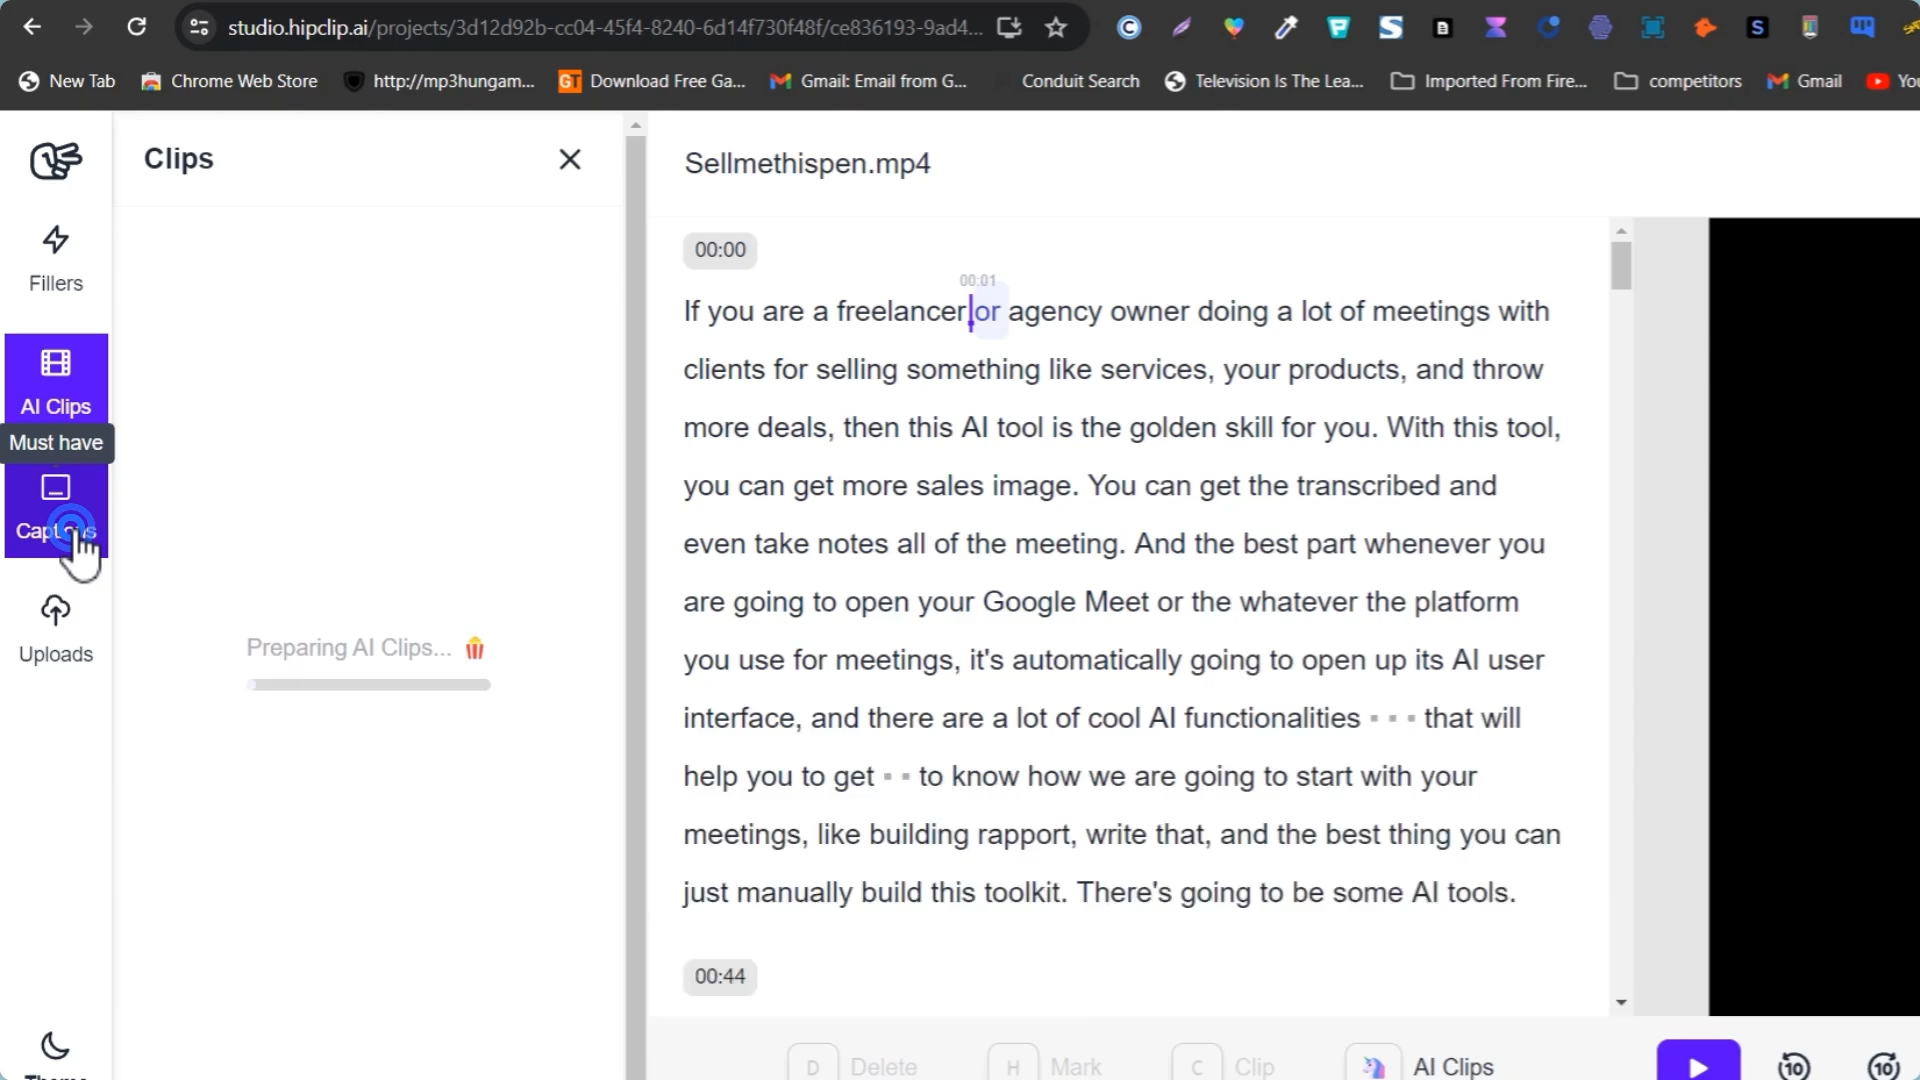 studio.hipclip.ai/projects/3d12d92b-cc04-45f4-8240-6d14f730f48f/ce836193-9ad4...
New Tab
Chrome Web Store
http://mp3hungam...
GT
Download Free Ga...
Gmail: Email from G...
Conduit Search
Television Is The Lea...
Imported From Fire...
competitors
Gmail
Clips
Sellmethispen.mp4
Fillers
AI Clips
Must have
Uploads
Preparing AI Clips...
00:00
00:01
If you are a freelancer or agency owner doing a lot of meetings with
clients for selling something like services, your products, and throw
more deals, then this AI tool is the golden skill for you. With this tool,
you can get more sales image. You can get the transcribed and
even take notes all of the meeting. And the best part whenever you
are going to open your Google Meet or the whatever the platform
you use for meetings, it's automatically going to open up its AI user
interface, and there are a lot of cool AI functionalities ▪ ▪ ▪ that will
help you to get ▪ ▪ to know how we are going to start with your
meetings, like building rapport, write that, and the best thing you can
just manually build this toolkit. There's going to be some AI tools.
00:44
D Delete
H Mark
C Clip
AI Clips
10
10